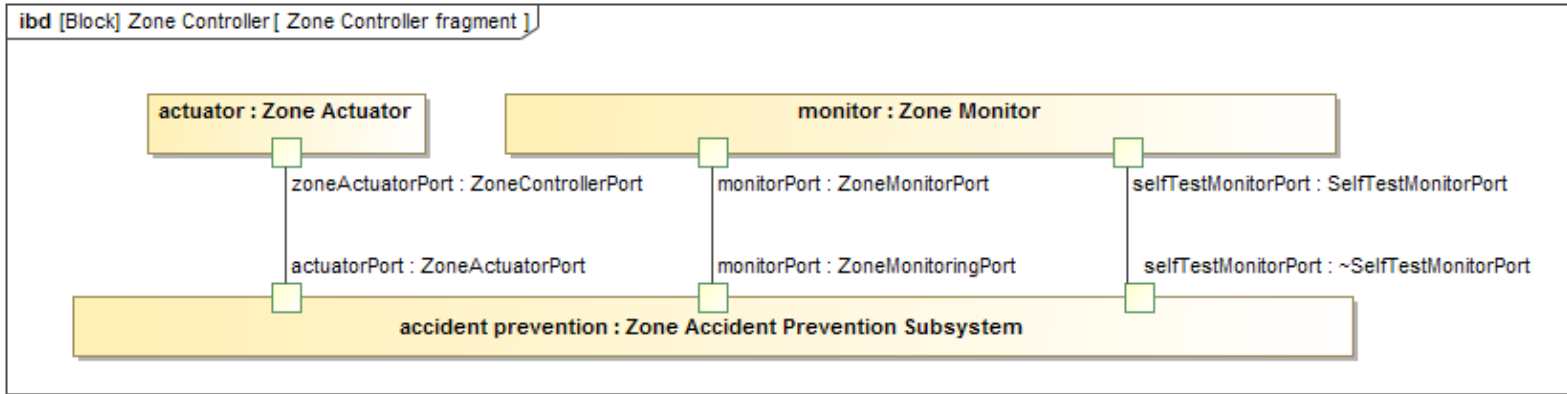 ibd [Block] Zone Controller [ Zone Controller fragment ]
actuator : Zone Actuator
monitor : Zone Monitor
zoneActuatorPort : ZoneControllerPort
monitorPort : ZoneMonitorPort
selfTestMonitorPort : SelfTestMonitorPort
actuatorPort : ZoneActuatorPort
monitorPort : ZoneMonitoringPort
selfTestMonitorPort : ~SelfTestMonitorPort
accident prevention : Zone Accident Prevention Subsystem